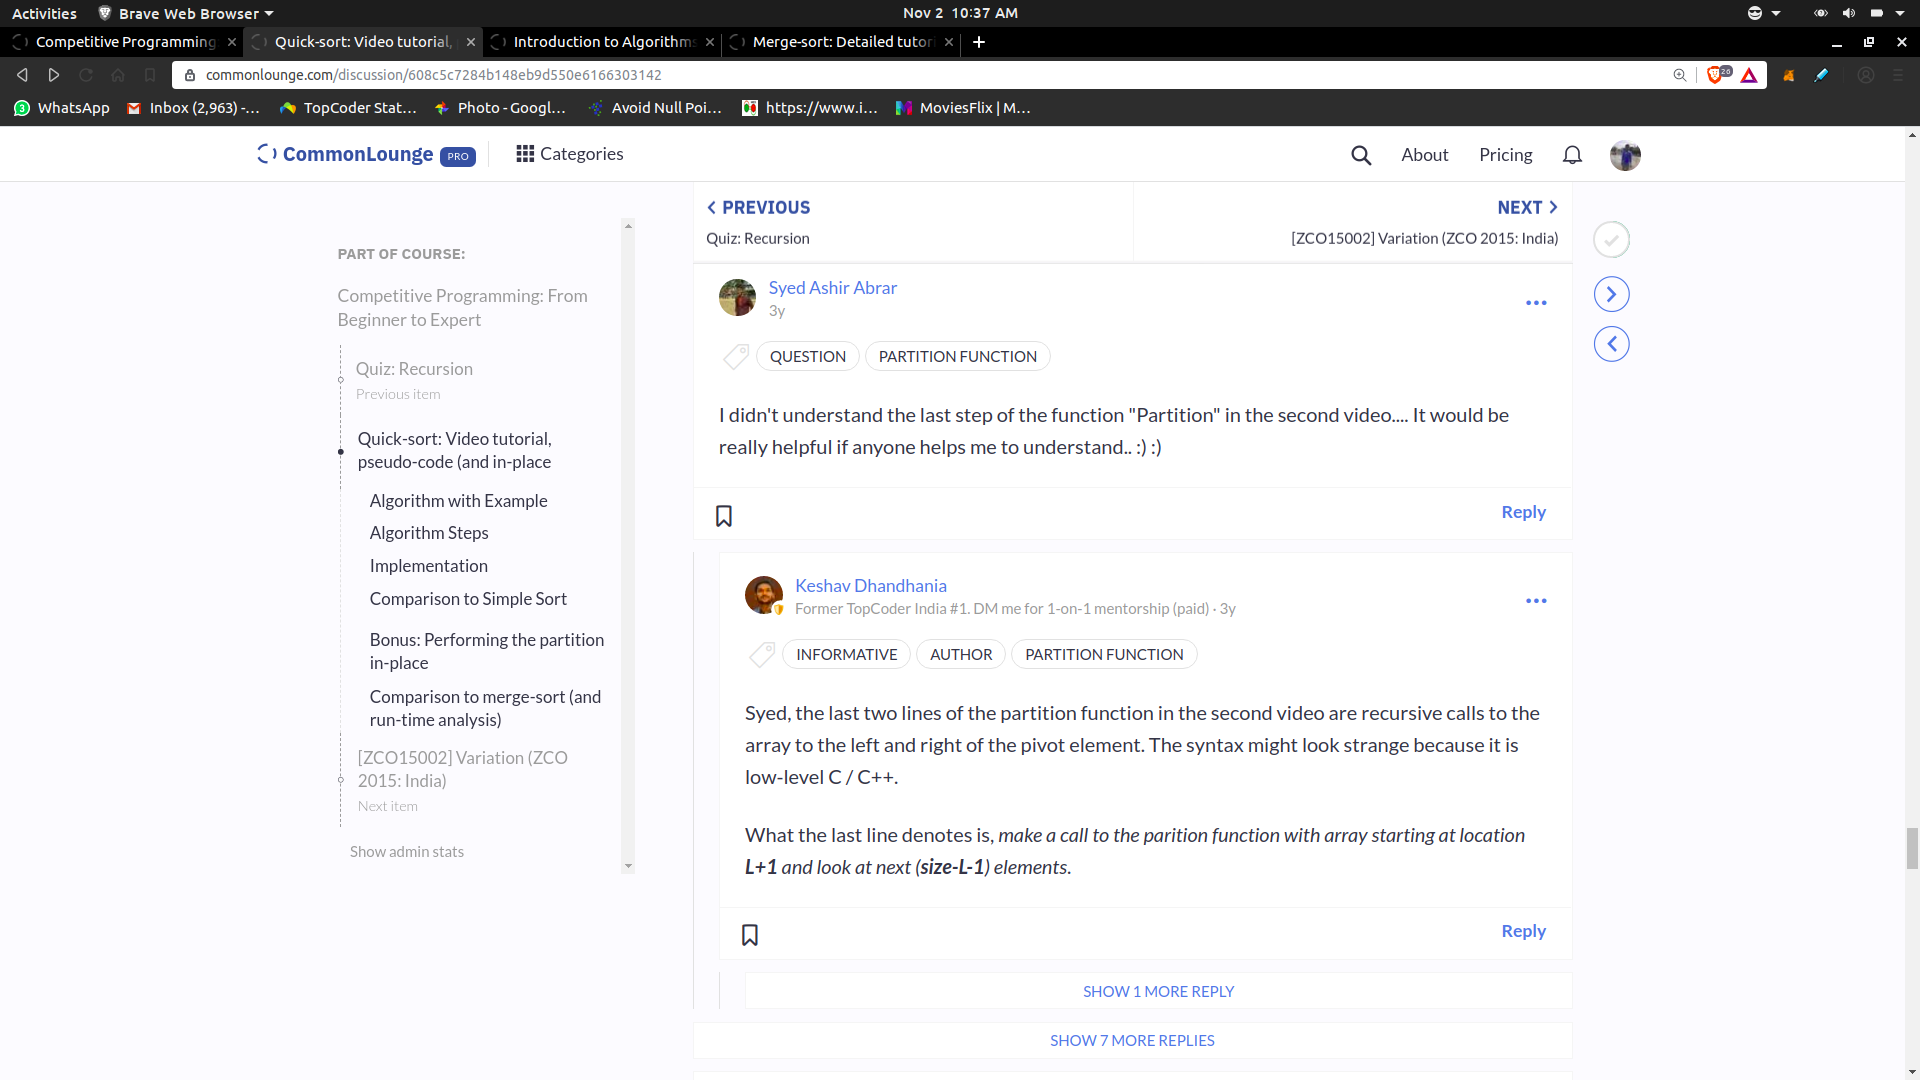 Activities
Brave Web Browser
Nov 2 10:37 AM
Competitive Programming
Quick-sort: Video tutorial,
Introduction to Algorithms
Merge-sort: Detailed tutori
commonlounge.com/discussion/608c5c7284b148eb9d550e6166303142
26
WhatsApp
Inbox (2,963) -...
TopCoder Stat...
Photo - Googl...
Avoid Null Poi...
https://www.i...
MoviesFlix | M...
CommonLounge PRO
Categories
About
Pricing
PREVIOUS
NEXT
Quiz: Recursion
[ZCO15002] Variation (ZCO 2015: India)
PART OF COURSE:
Competitive Programming: From
Beginner to Expert
Quiz: Recursion
Previous item
Quick-sort: Video tutorial,
pseudo-code (and in-place
Algorithm with Example
Algorithm Steps
Implementation
Comparison to Simple Sort
Bonus: Performing the partition
in-place
Comparison to merge-sort (and
run-time analysis)
[ZCO15002] Variation (ZCO
2015: India)
Next item
Show admin stats
Syed Ashir Abrar
3y
QUESTION
PARTITION FUNCTION
I didn't understand the last step of the function "Partition" in the second video.... It would be
really helpful if anyone helps me to understand.. :) :)
Reply
Keshav Dhandhania
Former TopCoder India #1. DM me for 1-on-1 mentorship (paid) · 3y
INFORMATIVE
AUTHOR
PARTITION FUNCTION
Syed, the last two lines of the partition function in the second video are recursive calls to the
array to the left and right of the pivot element. The syntax might look strange because it is
low-level C / C++.
What the last line denotes is, make a call to the parition function with array starting at location
L+1 and look at next (size-L-1) elements.
Reply
SHOW 1 MORE REPLY
SHOW 7 MORE REPLIES